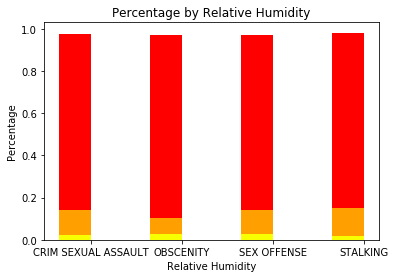 Percentage by Relative Humidity
1.0
0.8
0.6
0.4
0.2
0.0
Percentage
CRIM SEXUAL ASSAULT OBSCENITY SEX OFFENSE STALKING
Relative Humidity